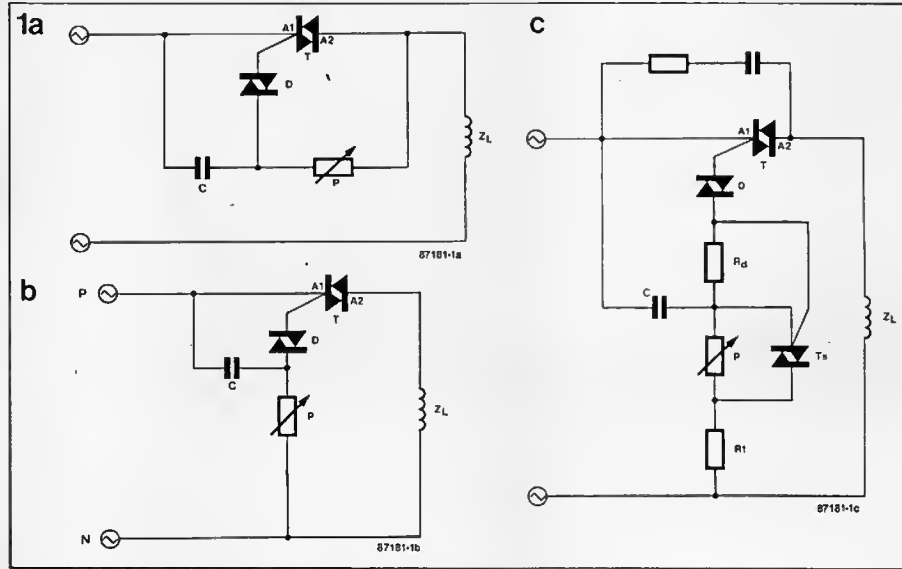 1a
A1
A2
T
D
C
P
ZL
87181-1a
b
P
A1
A2
T
D
C
P
ZL
N
87181-1b
c
A1
A2
T
D
Rd
C
P
Ts
ZL
R1
87181-1c